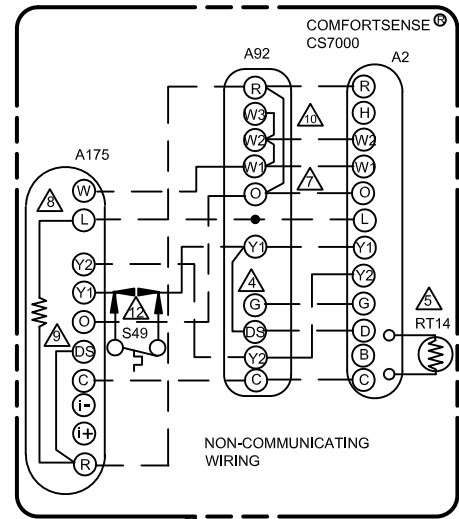 COMFORTSENSE ®
CS7000
A92
A2
R
W3
W2
W1
O
Y1
G
DS
Y2
C
R
H
W2
W1
O
L
Y1
Y2
G
D
B
C
10
7
4
5
RT14
A175
W
L
Y2
Y1
O
DS
C
i-
i+
R
8
9
12
S49
NON-COMMUNICATING
WIRING